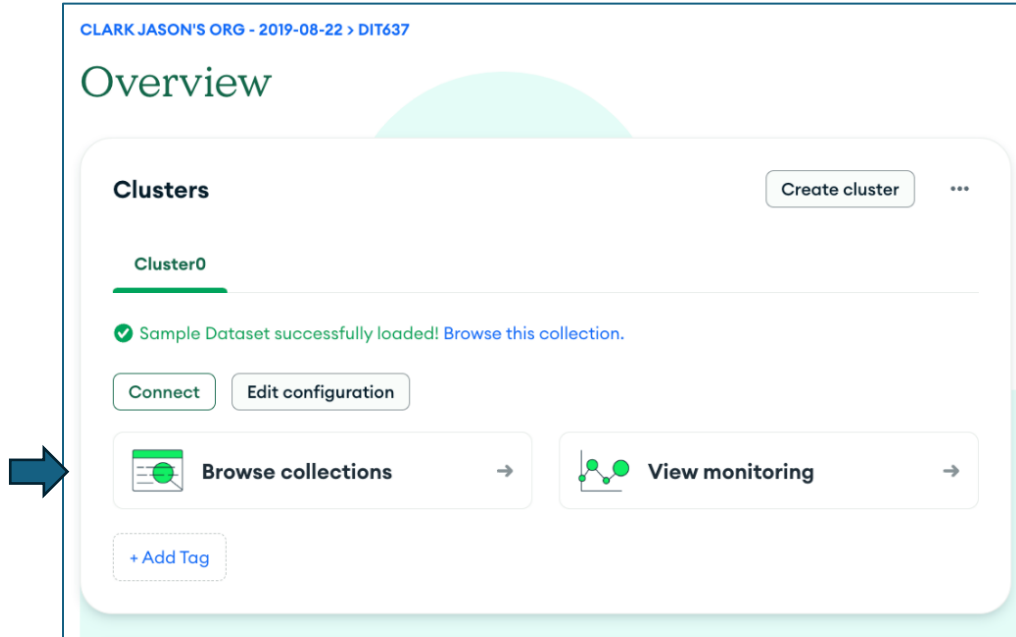 CLARK JASON'S ORG - 2019-08-22 > DIT637
Overview
Clusters
Create cluster
Cluster0
Sample Dataset successfully loaded! Browse this collection.
Connect
Edit configuration
Browse collections
View monitoring
+ Add Tag